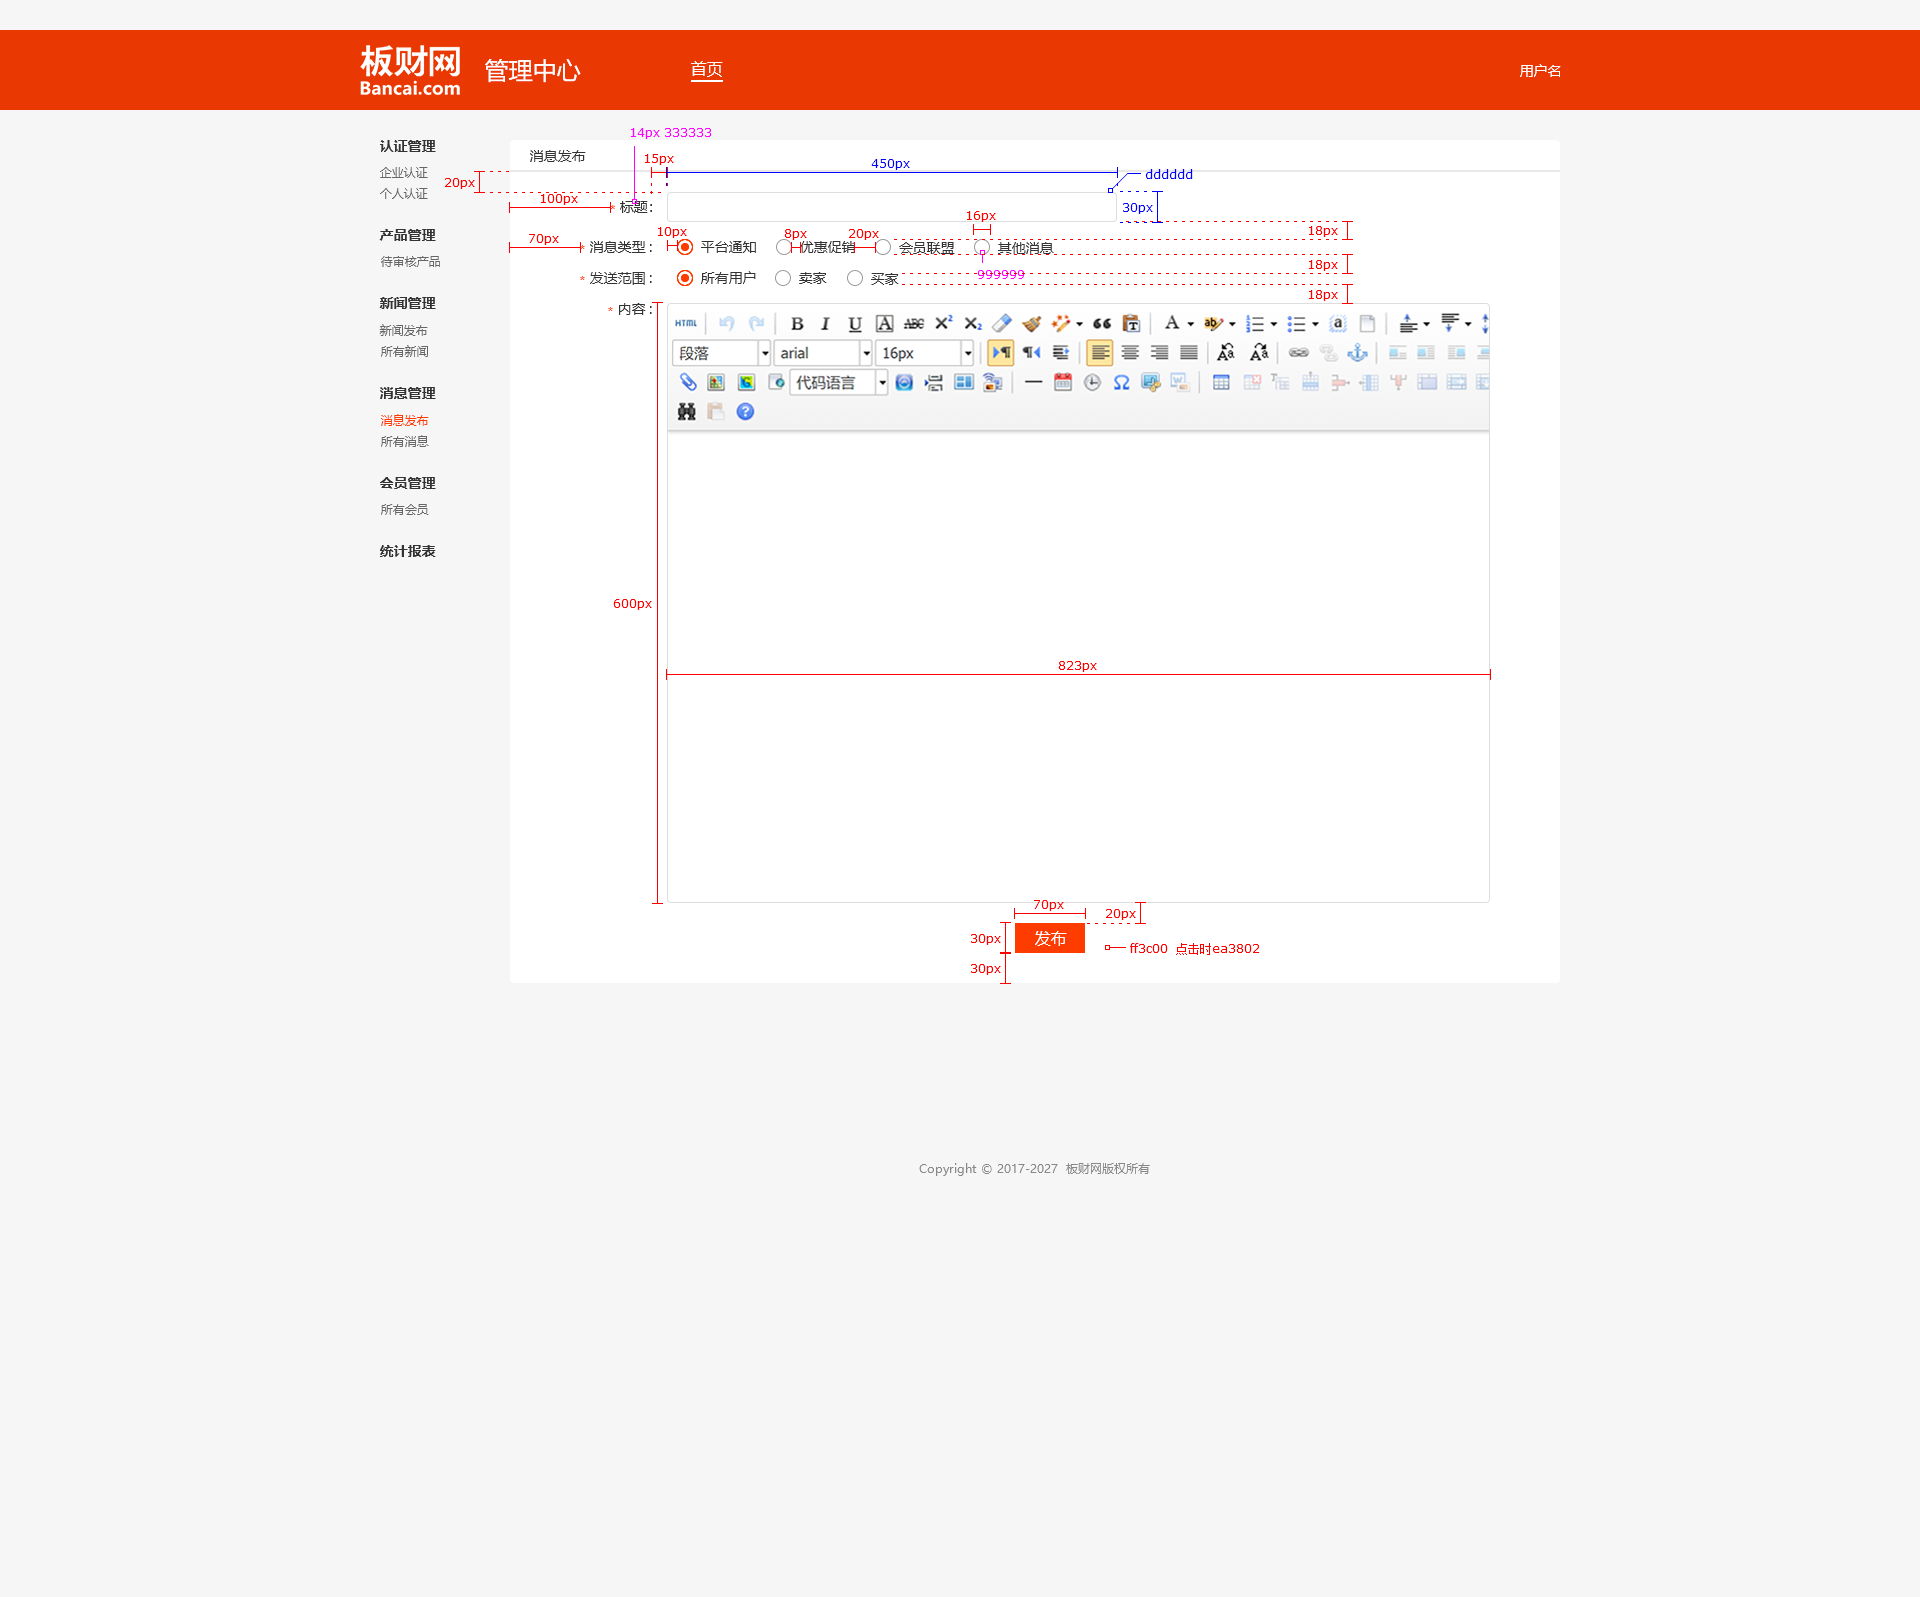 板财网
Bancai.com
管理中心
首页
用户名
认证管理
企业认证
个人认证
产品管理
待审核产品
新闻管理
新闻发布
所有新闻
消息管理
消息发布
所有消息
会员管理
所有会员
统计报表
14px 333333
消息发布
15px
450px
dddddd
20px
100px
* 标题：
30px
16px
18px
70px
* 消息类型：
10px
平台通知
8px
优惠促销
20px
会员联盟
其他消息
18px
999999
* 发送范围：
所有用户
卖家
买家
18px
* 内容：
HTML
B I U A ABC X² X₂
A ab a
段落
arial
16px
代码语言
600px
823px
70px
20px
30px
发布
ff3c00 点击时ea3802
30px
Copyright © 2017-2027 板财网版权所有